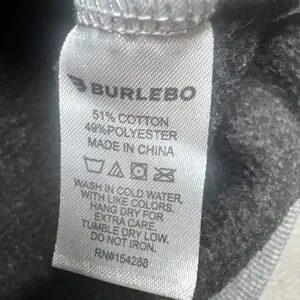 BURLEBO
51% COTTON
49%POLYESTER
MADE IN CHINA
WASH IN COLD WATER,
WITH LIKE COLORS.
HANG DRY FOR
EXTRA CARE.
TUMBLE DRY LOW.
DO NOT IRON.
RN#154268